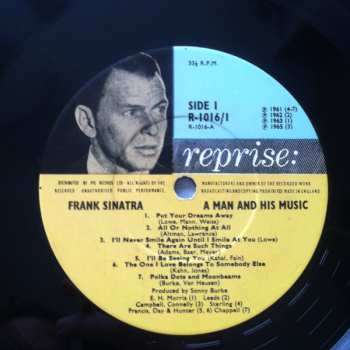 33⅓ R.P.M.
SIDE 1
R-1016/1
R-1016-A
℗ 1961 (4-7)
℗ 1962 (2)
℗ 1963 (1)
℗ 1965 (3)
reprise:
DISTRIBUTED BY PYE RECORDS LTD · ALL RIGHTS OF THE
RESERVED · UNAUTHORISED PUBLIC PERFORMANCE
MANUFACTURERS AND OWNER OF THE RECORDED WORK
BROADCASTING AND COPYING PROHIBITED MADE IN ENGLAND
FRANK SINATRA A MAN AND HIS MUSIC
1. Put Your Dreams Away
(Lowe, Mann, Weiss)
2. All Or Nothing At All
(Altman, Lawrence)
3. I'll Never Smile Again Until I Smile At You (Lowe)
4. There Are Such Things
(Adams, Baer, Meyer)
5. I'll Be Seeing You (Kahal, Fain)
6. The One I Love Belongs To Somebody Else
(Kahn, Jones)
7. Polka Dots and Moonbeams
(Burke, Van Heusen)
Produced by Sonny Burke
E. H. Morris (1) Leeds (2)
Campbell, Connelly (3) Sterling (4)
Francis, Day & Hunter (5, 6) Chappell (7)